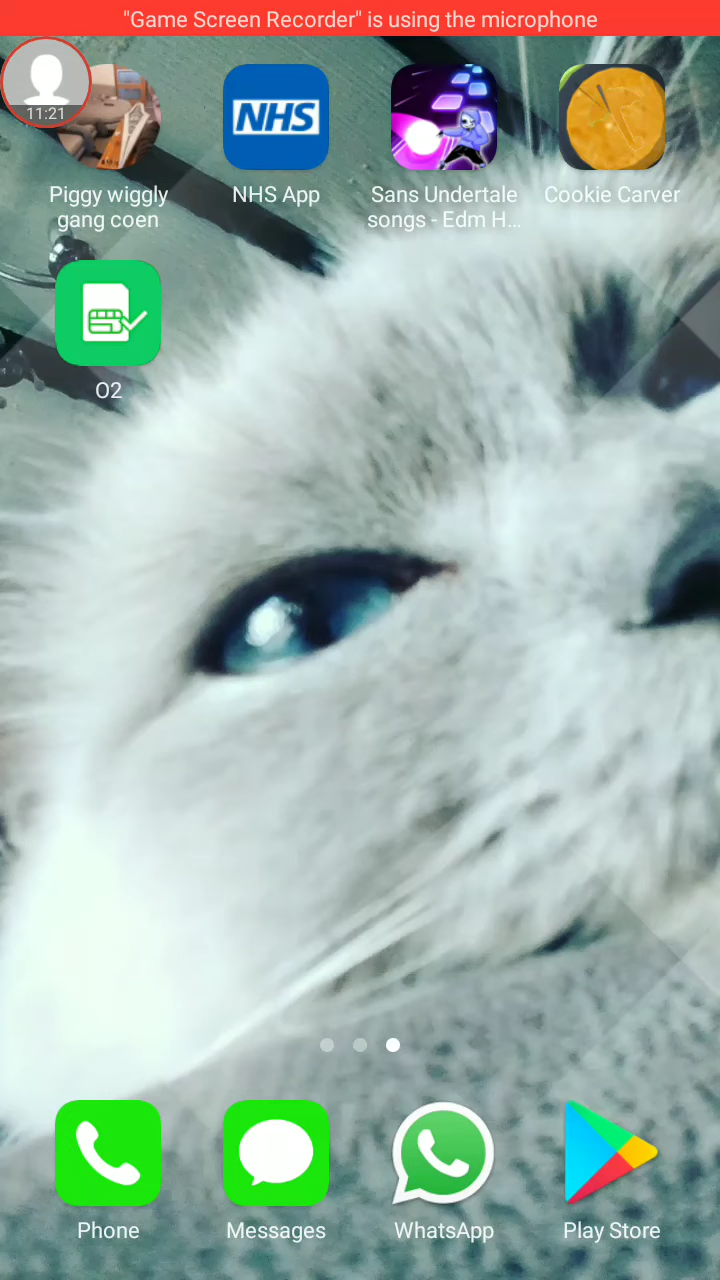 "Game Screen Recorder" is using the microphone
11:21
NHS
Piggy wiggly
gang coen
NHS App
Sans Undertale
songs - Edm H...
Cookie Carver
O2
Phone
Messages
WhatsApp
Play Store